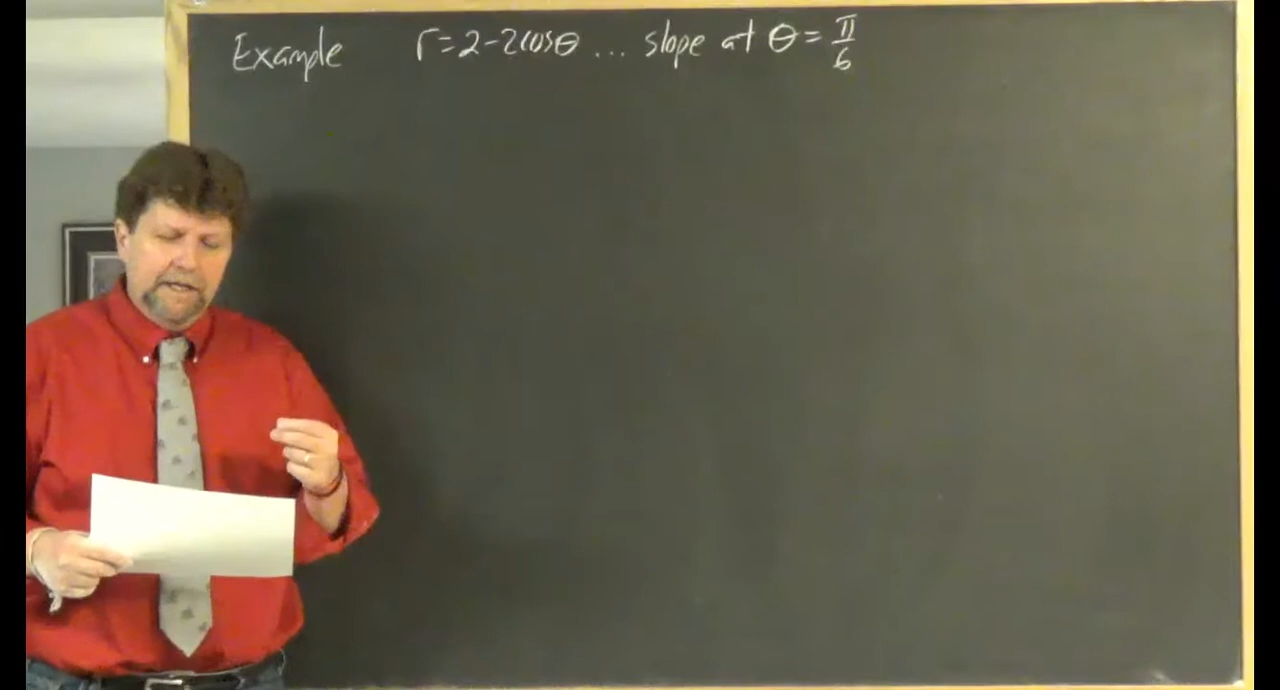 Example r=2-2cosθ ... slope at θ = π/6